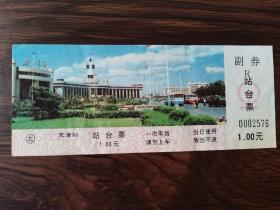 副券
R
站台票
0002576
1.00元
天津站
站台票
1.00元
一次有效
请勿上车
当日使用
售出不退